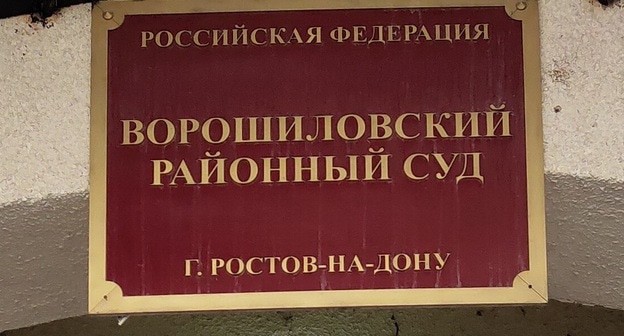 РОССИЙСКАЯ ФЕДЕРАЦИЯ
ВОРОШИЛОВСКИЙ
РАЙОННЫЙ СУД
Г. РОСТОВ-НА-ДОНУ